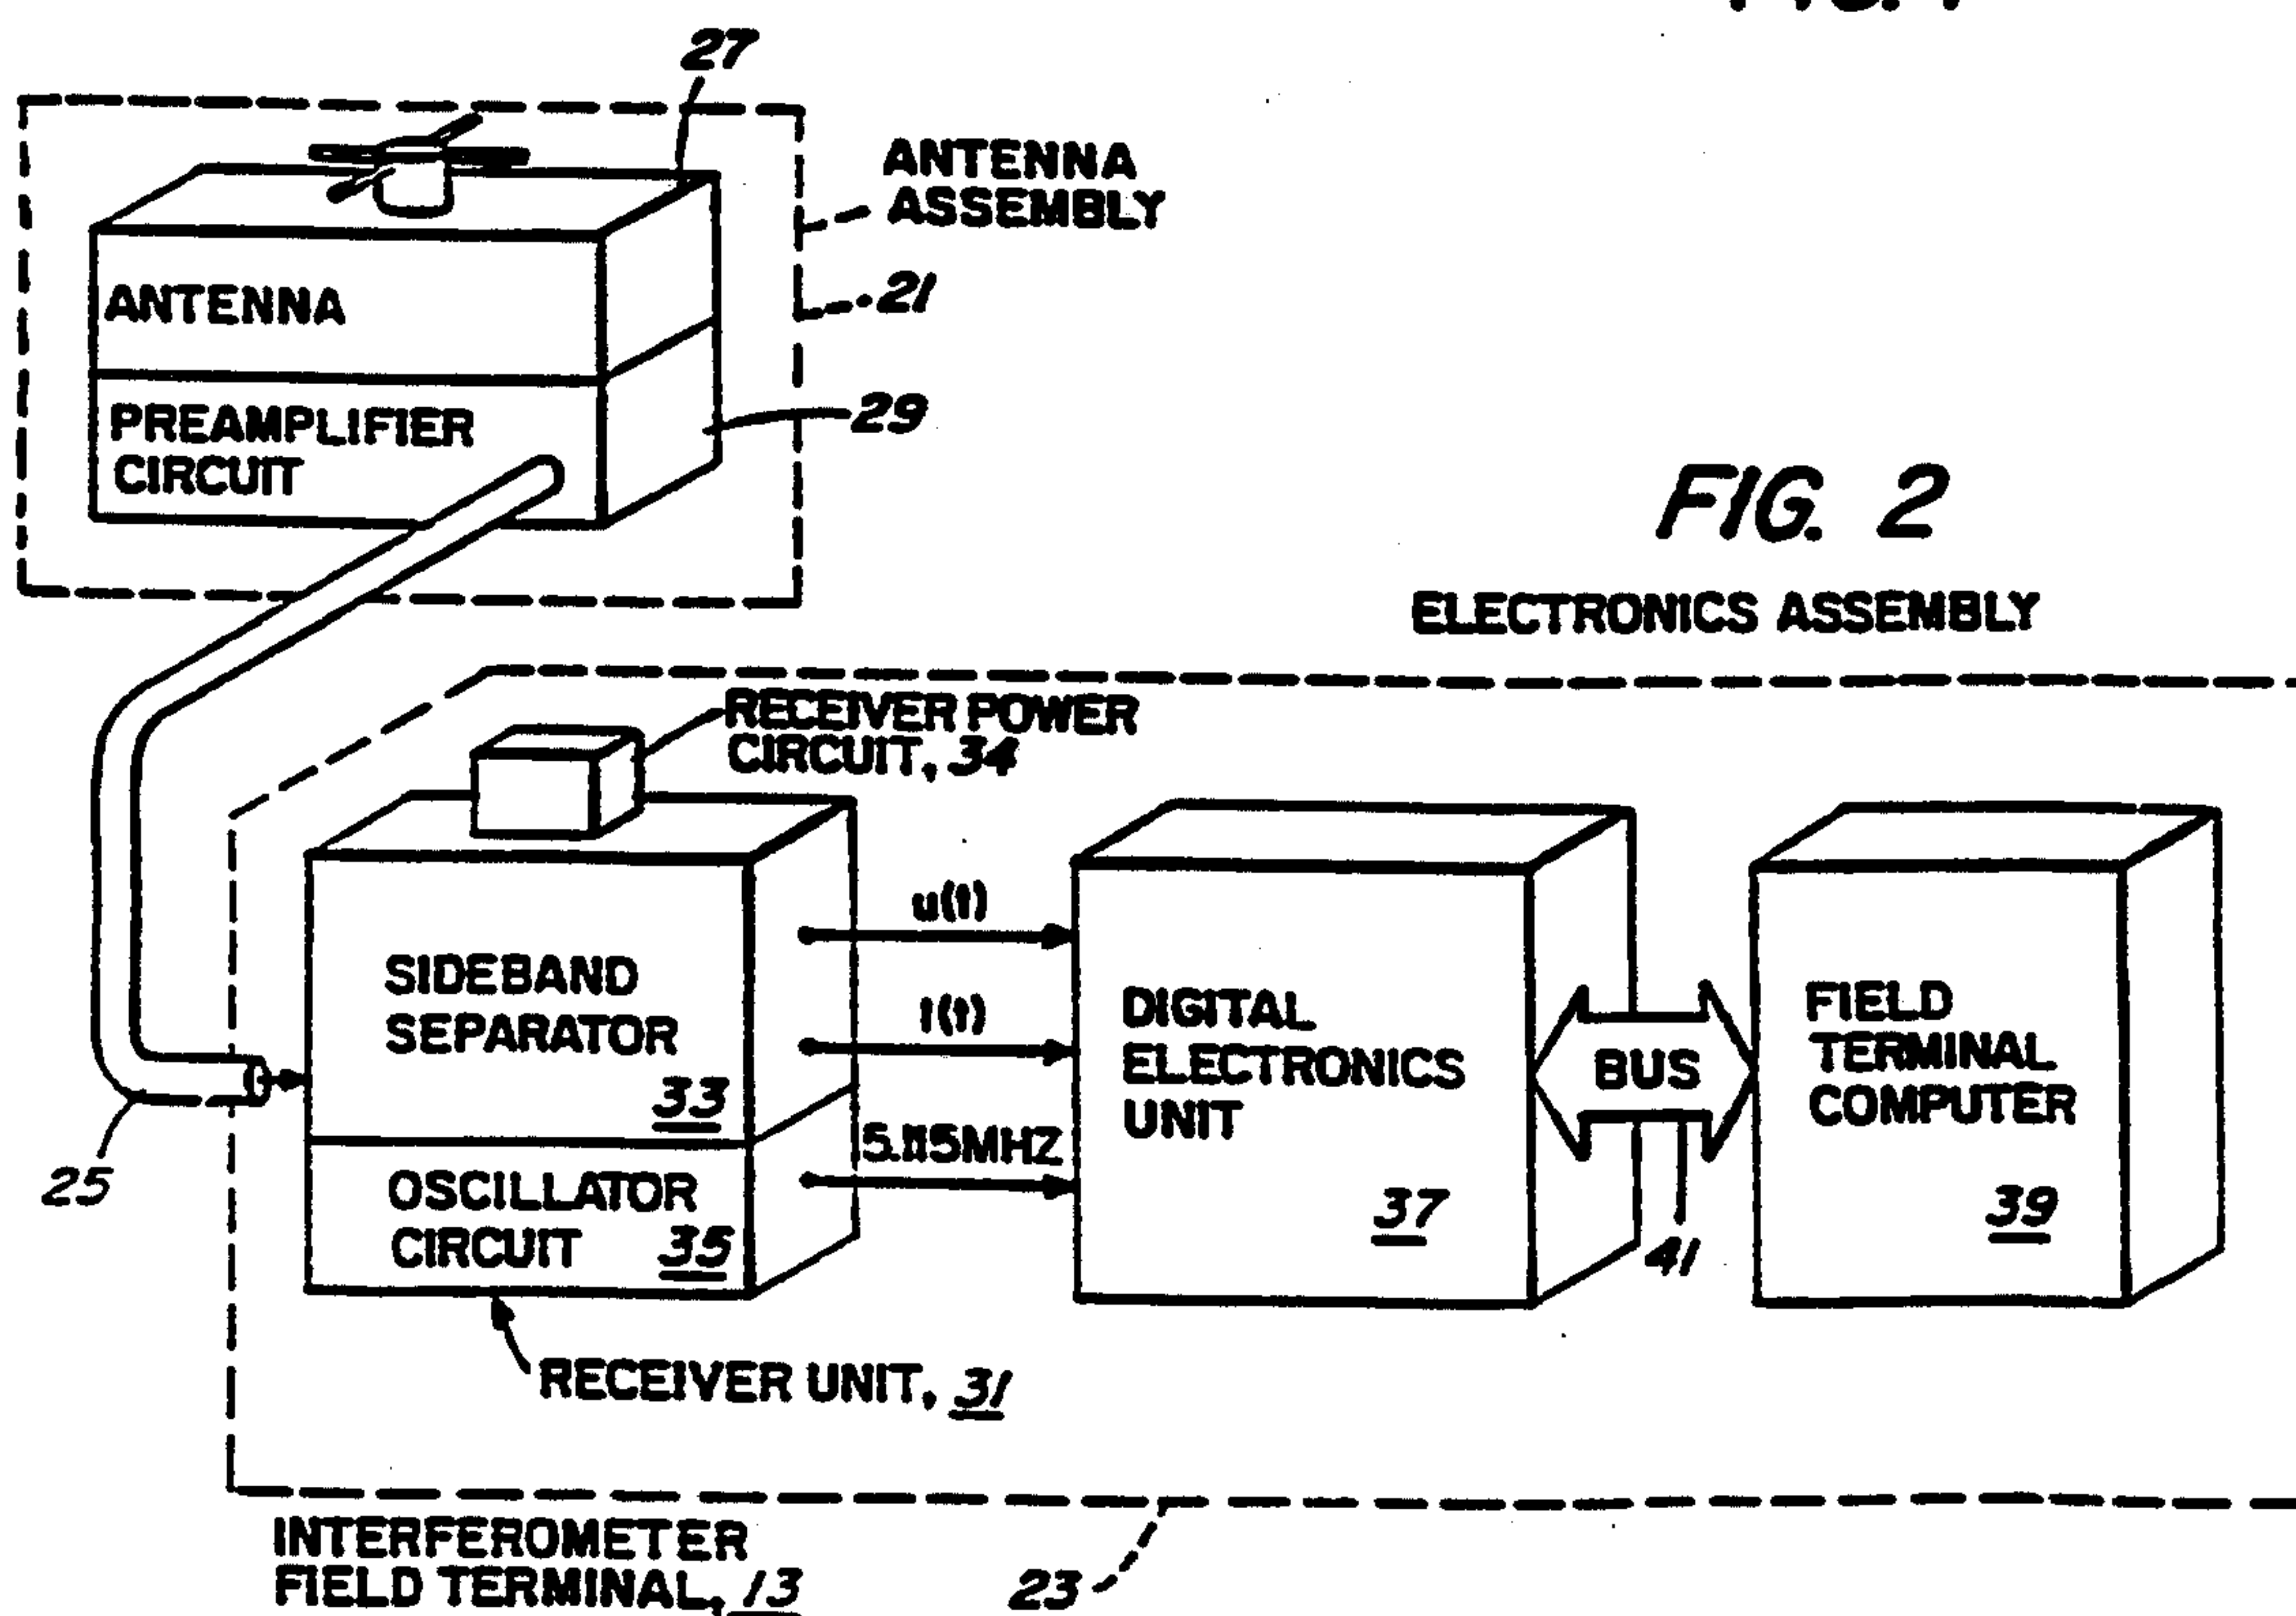 27
ANTENNA
ASSEMBLY
ANTENNA
21
PREAMPLIFIER
CIRCUIT
29
FIG. 2
ELECTRONICS ASSEMBLY
RECEIVER POWER
CIRCUIT, 34
u(t)
SIDEBAND
SEPARATOR
33
l(t)
DIGITAL
ELECTRONICS
UNIT
37
BUS
41
FIELD
TERMINAL
COMPUTER
39
25
5.115MHZ
OSCILLATOR
CIRCUIT 35
RECEIVER UNIT, 31
INTERFEROMETER
FIELD TERMINAL, 13
23